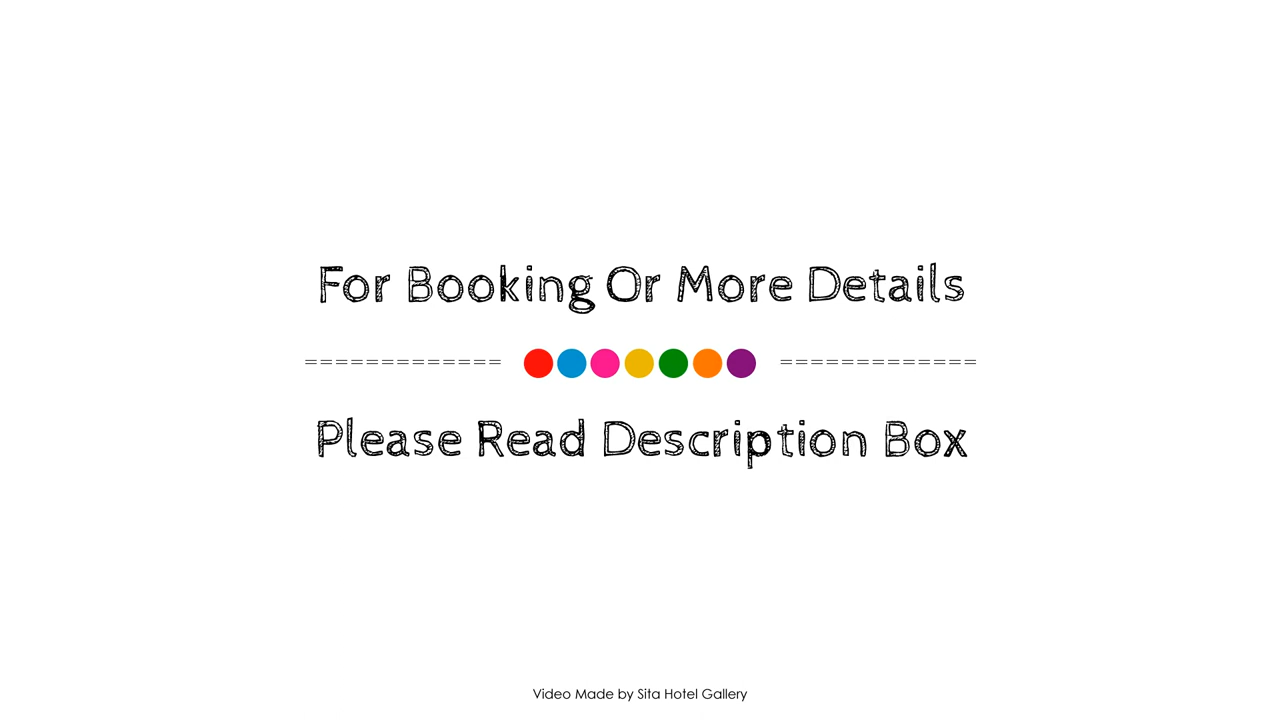 For Booking Or More Details
============= =============
Please Read Description Box
Video Made by Sita Hotel Gallery